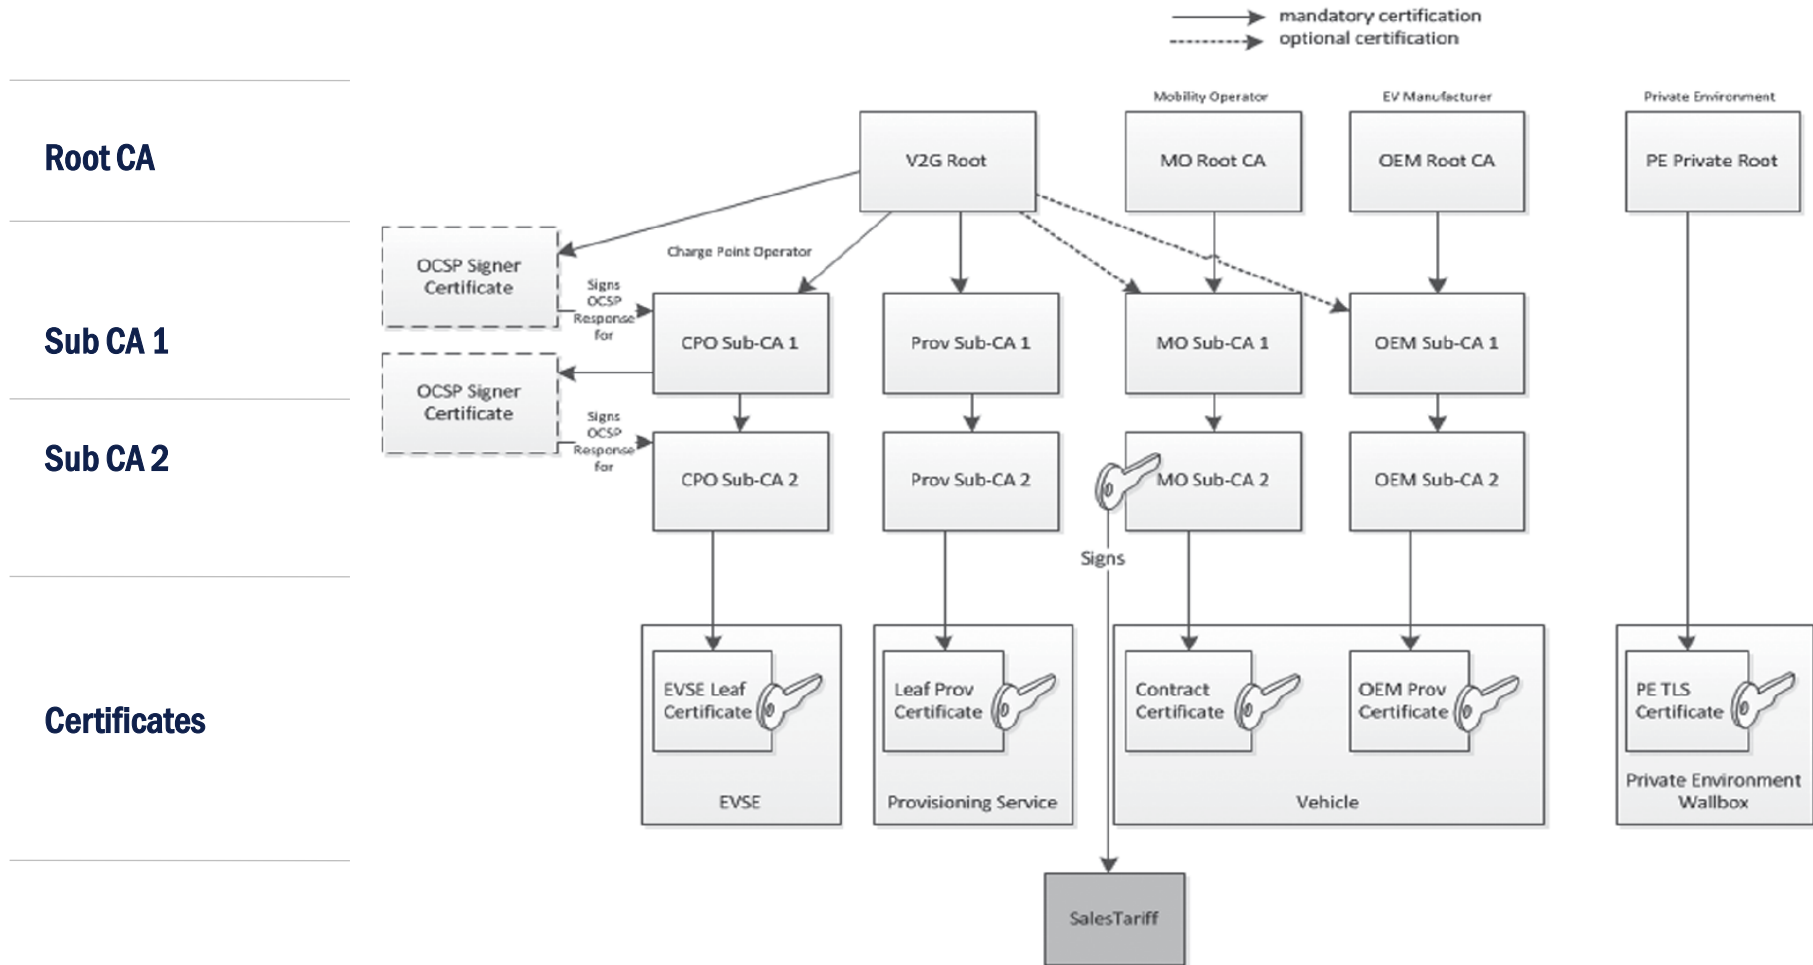 mandatory certification
optional certification
Mobility Operator
EV Manufacturer
Private Environment
Root CA
V2G Root
MO Root CA
OEM Root CA
PE Private Root
Charge Point Operator
OCSP Signer
Certificate
Signs
OCSP
Response
for
Sub CA 1
CPO Sub-CA 1
Prov Sub-CA 1
MO Sub-CA 1
OEM Sub-CA 1
OCSP Signer
Certificate
Signs
OCSP
Response
for
Sub CA 2
CPO Sub-CA 2
Prov Sub-CA 2
MO Sub-CA 2
OEM Sub-CA 2
Signs
Certificates
EVSE Leaf
Certificate
Leaf Prov
Certificate
Contract
Certificate
OEM Prov
Certificate
PE TLS
Certificate
EVSE
Provisioning Service
Vehicle
Private Environment
Wallbox
SalesTariff